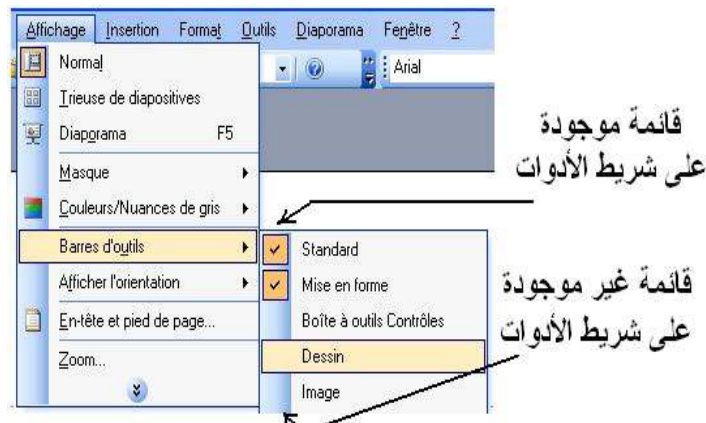 Affichage Insertion Format Outils Diaporama Fenêtre ?
Normal
Arial
Trieuse de diapositives
Diaporama F5
Masque
Couleurs/Nuances de gris
Barres d'outils
Afficher l'orientation
En-tête et pied de page...
Zoom...
Standard
Mise en forme
Boîte à outils Contrôles
Dessin
Image
قائمة موجودة
على شريط الأدوات
قائمة غير موجودة
على شريط الأدوات